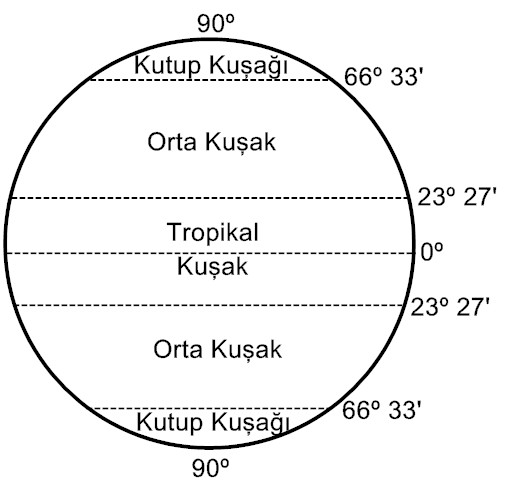 90º
Kutup Kuşağı
66º 33'
Orta Kuşak
23º 27'
Tropikal
0º
Kuşak
23º 27'
Orta Kuşak
66º 33'
Kutup Kuşağı
90º